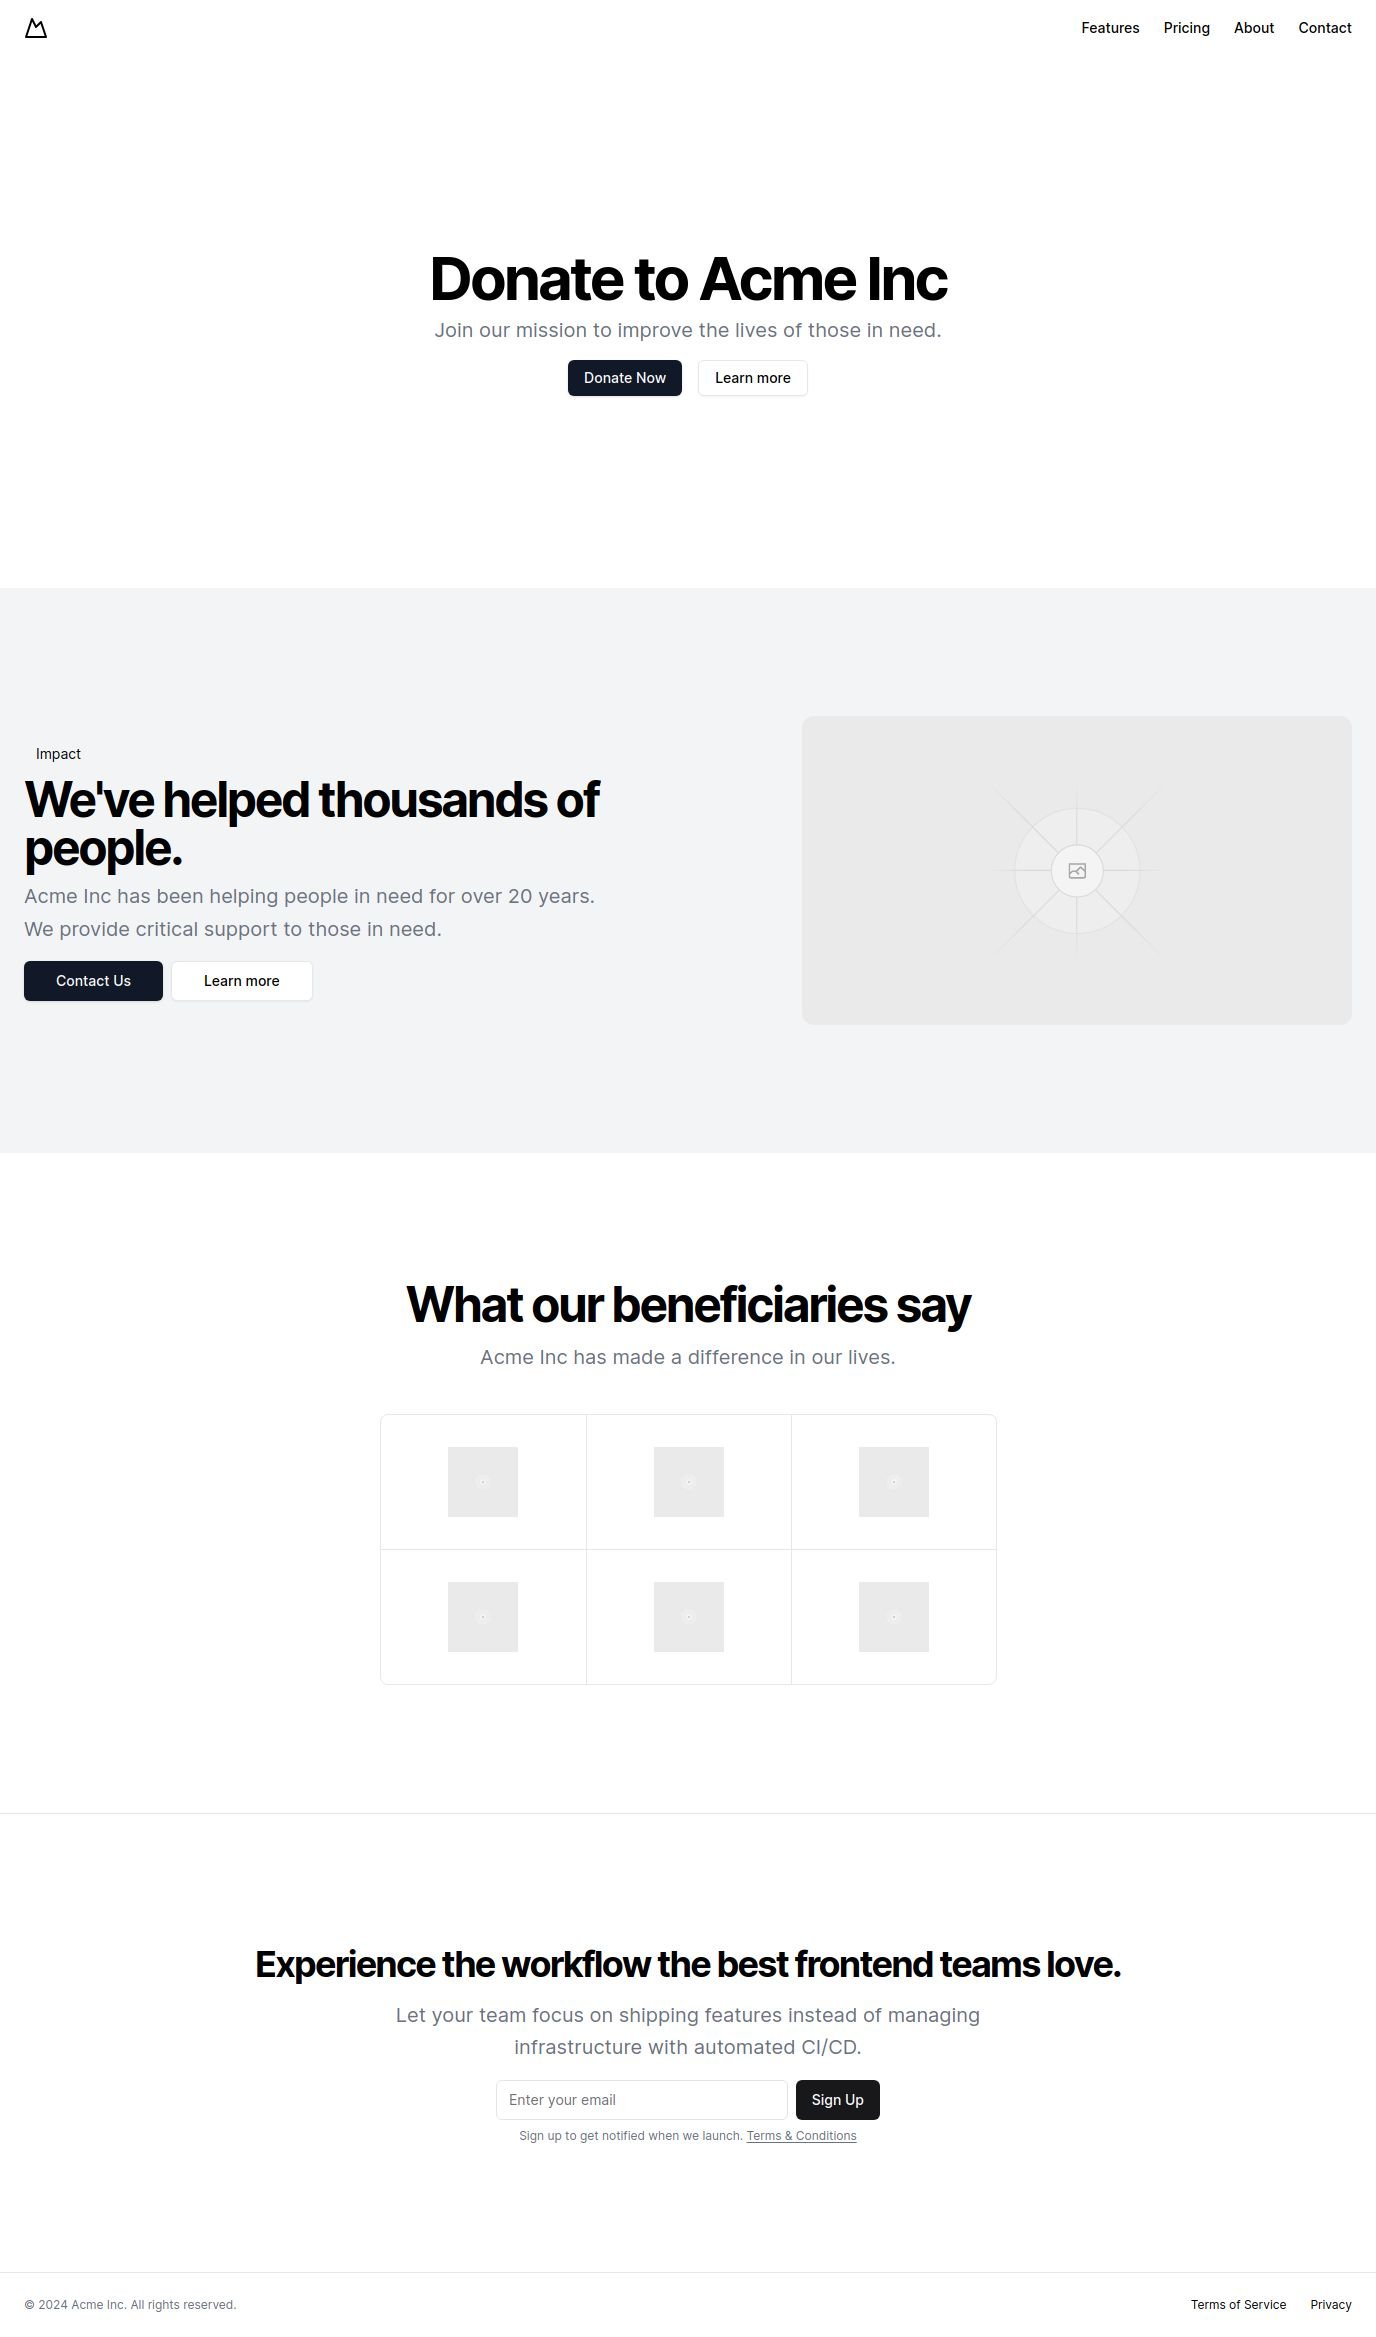 Features Pricing About Contact
Donate to Acme Inc
Join our mission to improve the lives of those in need.
Donate Now Learn more
Impact
We've helped thousands of
people.
Acme Inc has been helping people in need for over 20 years.
We provide critical support to those in need.
Contact Us Learn more
What our beneficiaries say
Acme Inc has made a difference in our lives.
Experience the workflow the best frontend teams love.
Let your team focus on shipping features instead of managing
infrastructure with automated CI/CD.
Enter your email Sign Up
Sign up to get notified when we launch. Terms & Conditions
© 2024 Acme Inc. All rights reserved. Terms of Service Privacy